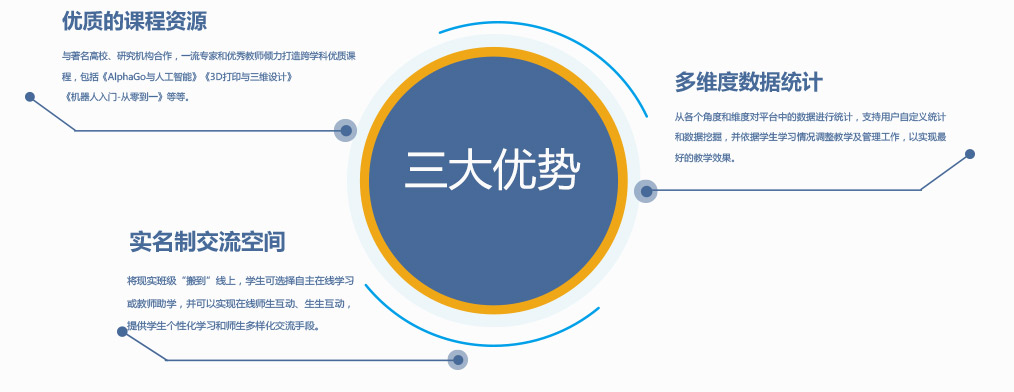 优质的课程资源
与著名高校、研究机构合作，一流专家和优秀教师倾力打造跨学科优质课
程，包括《AlphaGo与人工智能》《3D打印与三维设计》
《机器人入门-从零到一》等等。
三大优势
多维度数据统计
从各个角度和维度对平台中的数据进行统计，支持用户自定义统计
和数据挖掘，并依据学生学习情况调整教学及管理工作，以实现最
好的教学效果。
实名制交流空间
将现实班级“搬到”线上，学生可选择自主在线学习
或教师助学，并可以实现在线师生互动、生生互动，
提供学生个性化学习和师生多样化交流手段。